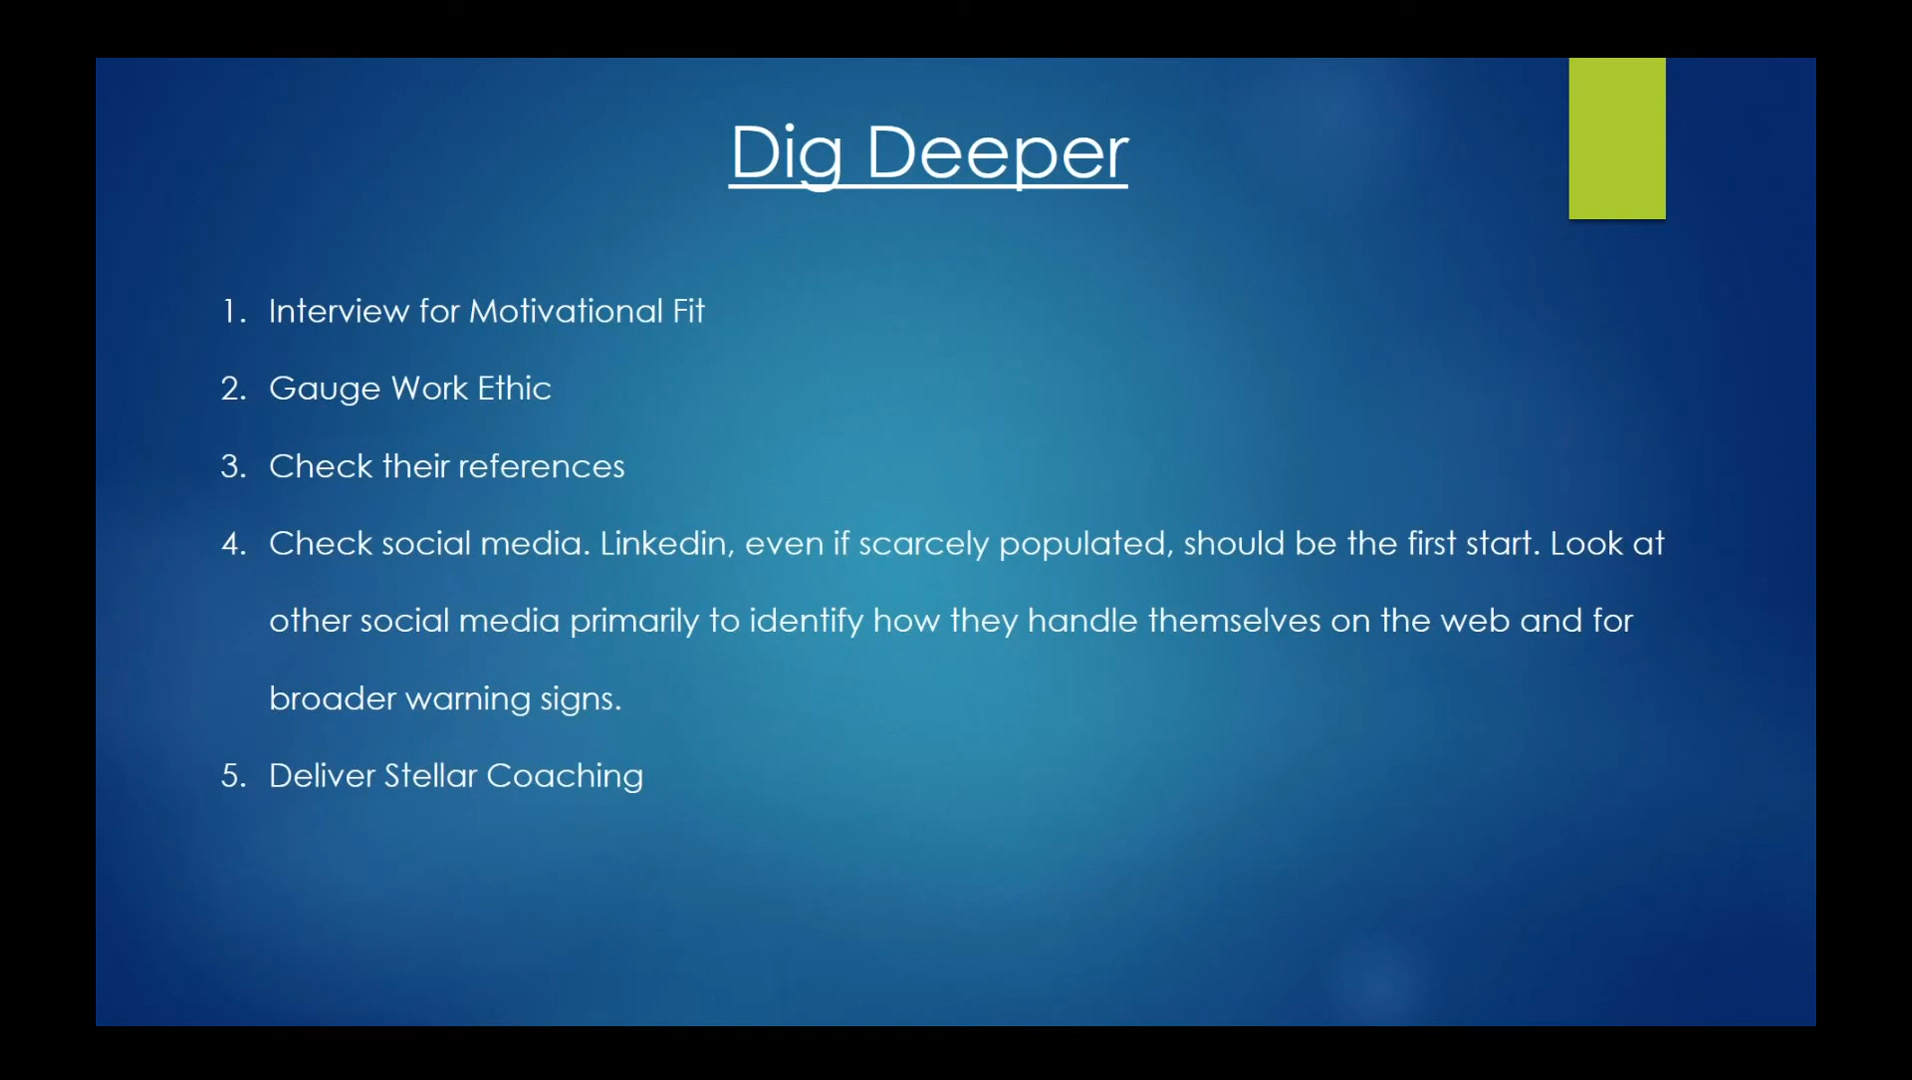 Dig Deeper
1. Interview for Motivational Fit
2. Gauge Work Ethic
3. Check their references
4. Check social media. Linkedin, even if scarcely populated, should be the first start. Look at
other social media primarily to identify how they handle themselves on the web and for
broader warning signs.
5. Deliver Stellar Coaching